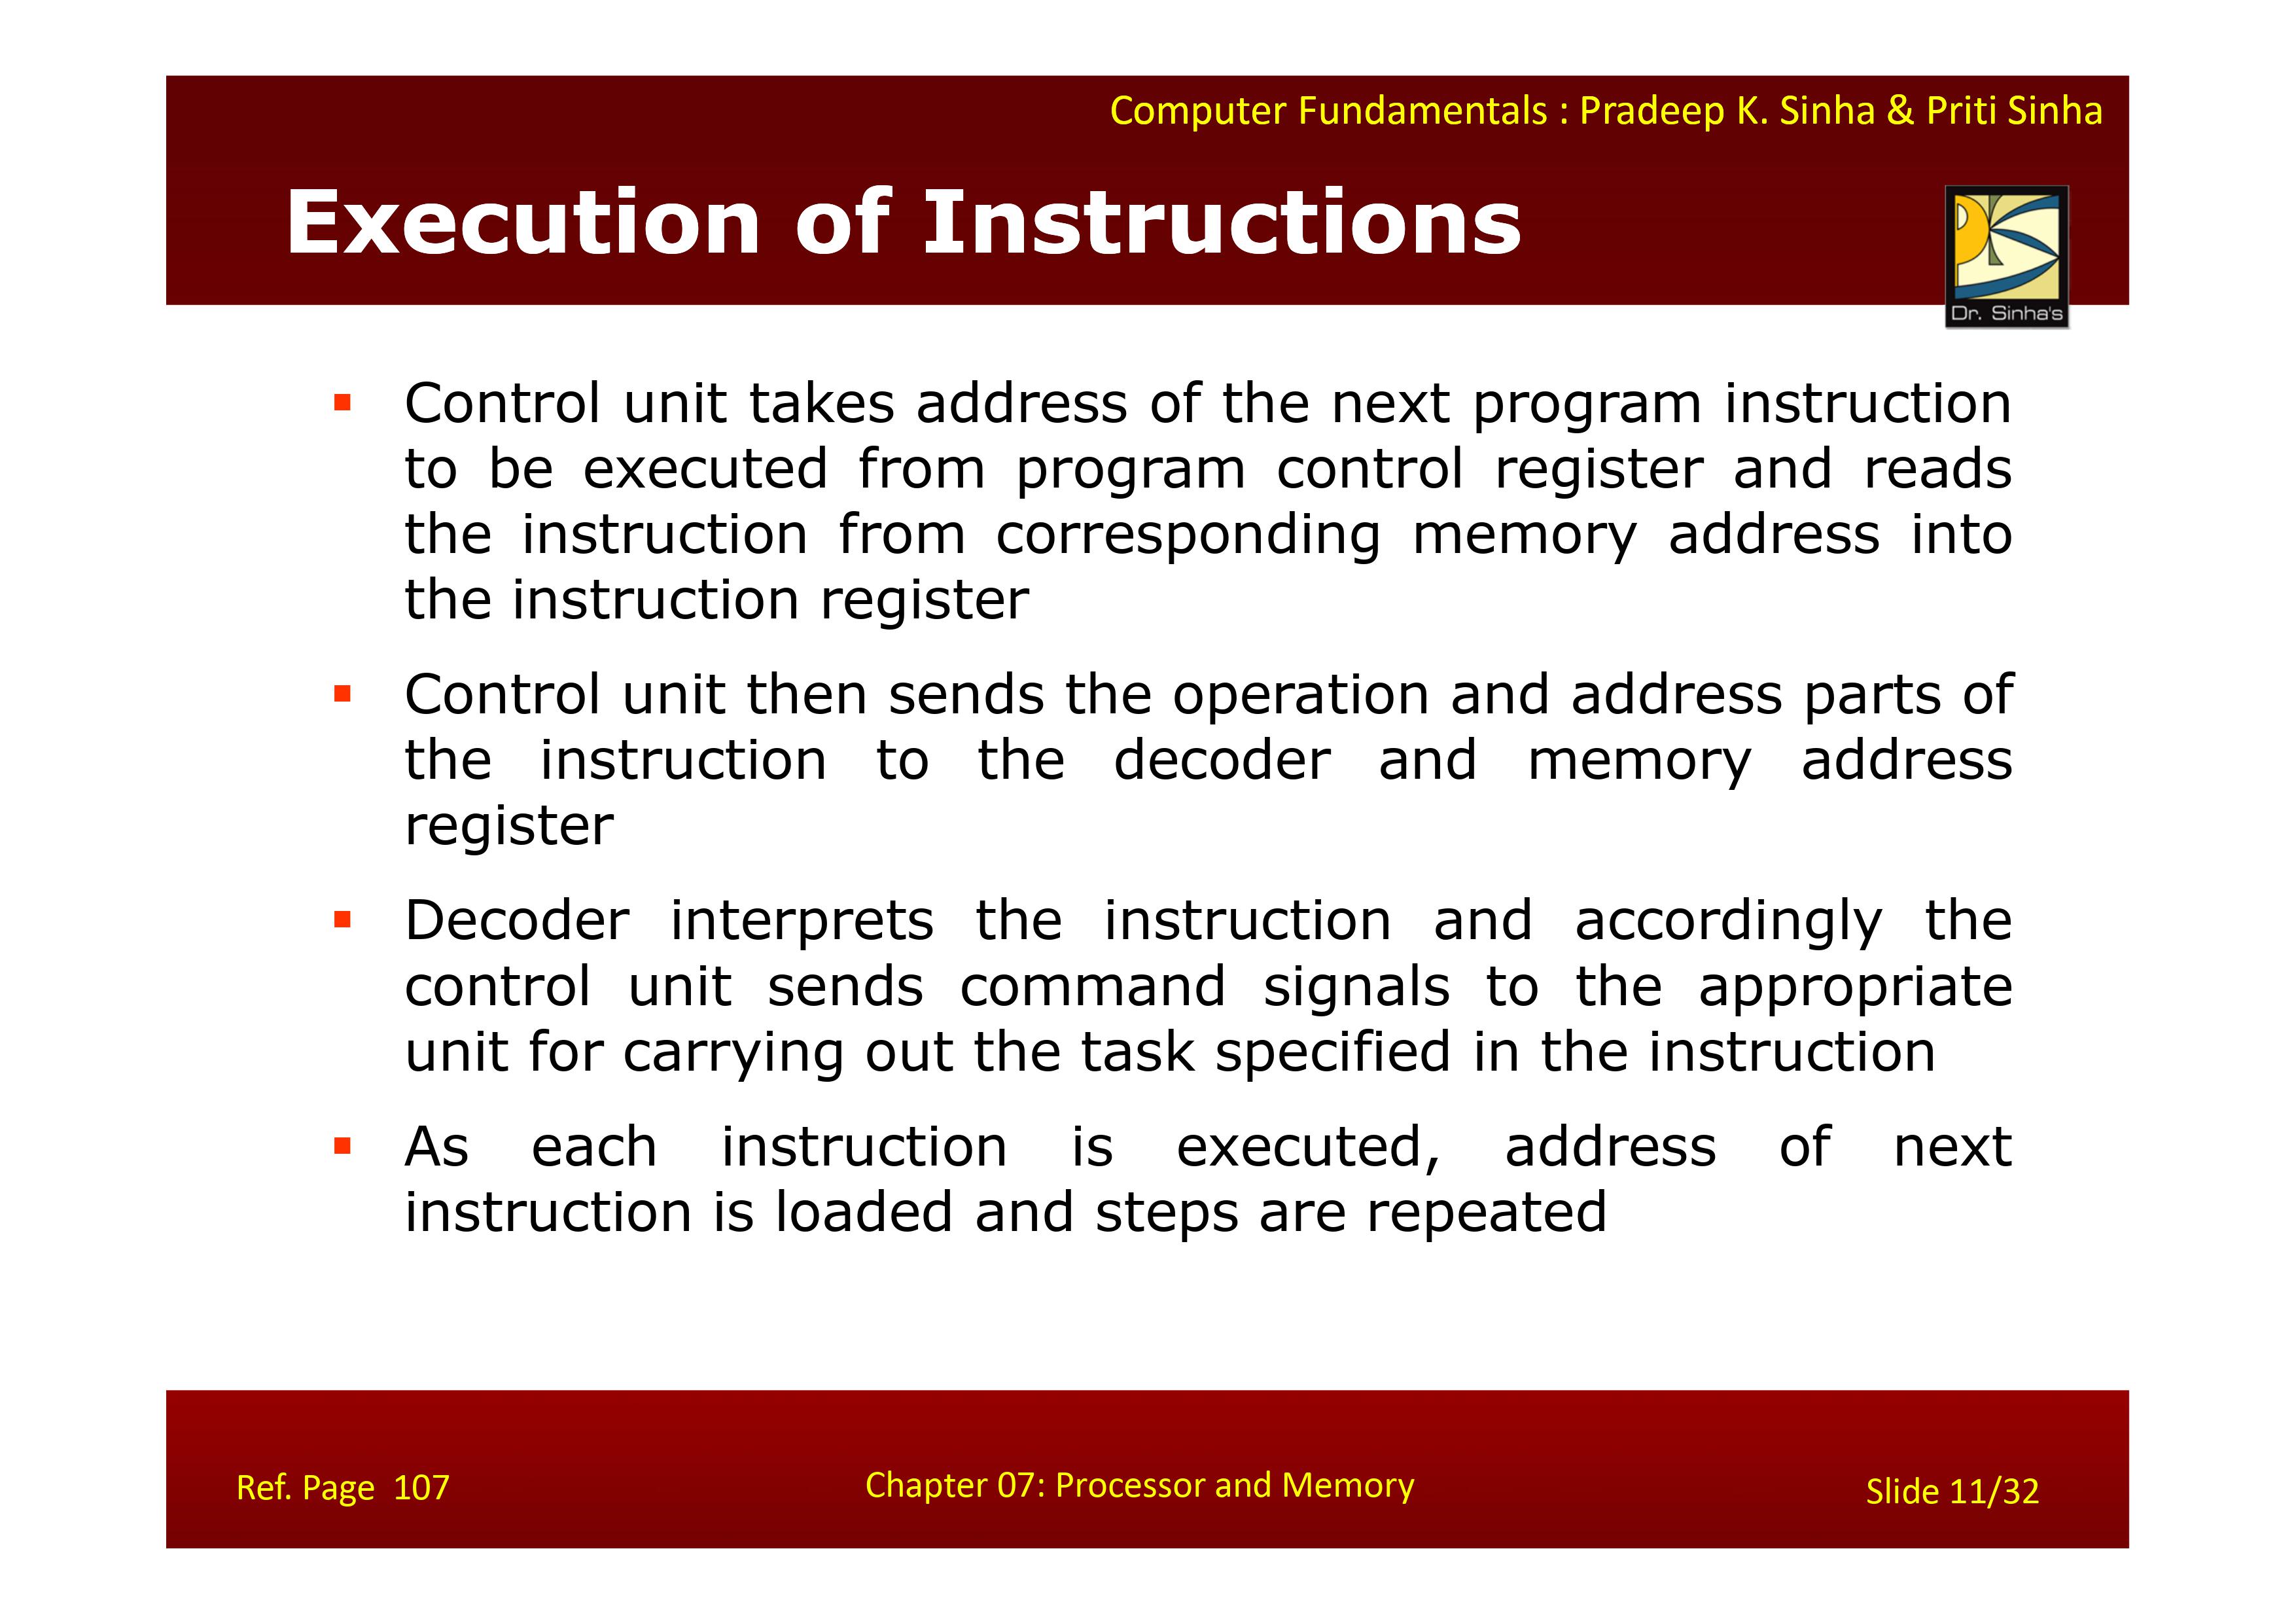 Computer Fundamentals : Pradeep K. Sinha & Priti Sinha
Execution of Instructions
Dr. Sinha's
▪ Control unit takes address of the next program instruction
to be executed from program control register and reads
the instruction from corresponding memory address into
the instruction register
▪ Control unit then sends the operation and address parts of
the instruction to the decoder and memory address
register
▪ Decoder interprets the instruction and accordingly the
control unit sends command signals to the appropriate
unit for carrying out the task specified in the instruction
▪ As each instruction is executed, address of next
instruction is loaded and steps are repeated
Ref. Page 107
Chapter 07: Processor and Memory
Slide 11/32